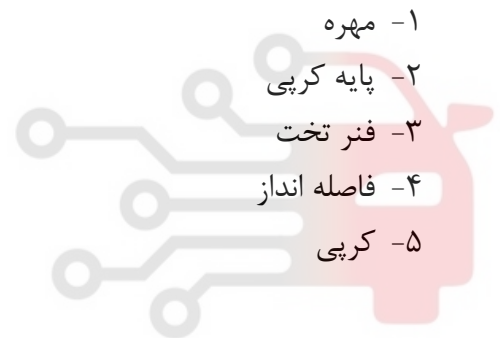 ۱- مهره
۲- پایه کرپی
۳- فنر تخت
۴- فاصله انداز
۵- کرپی